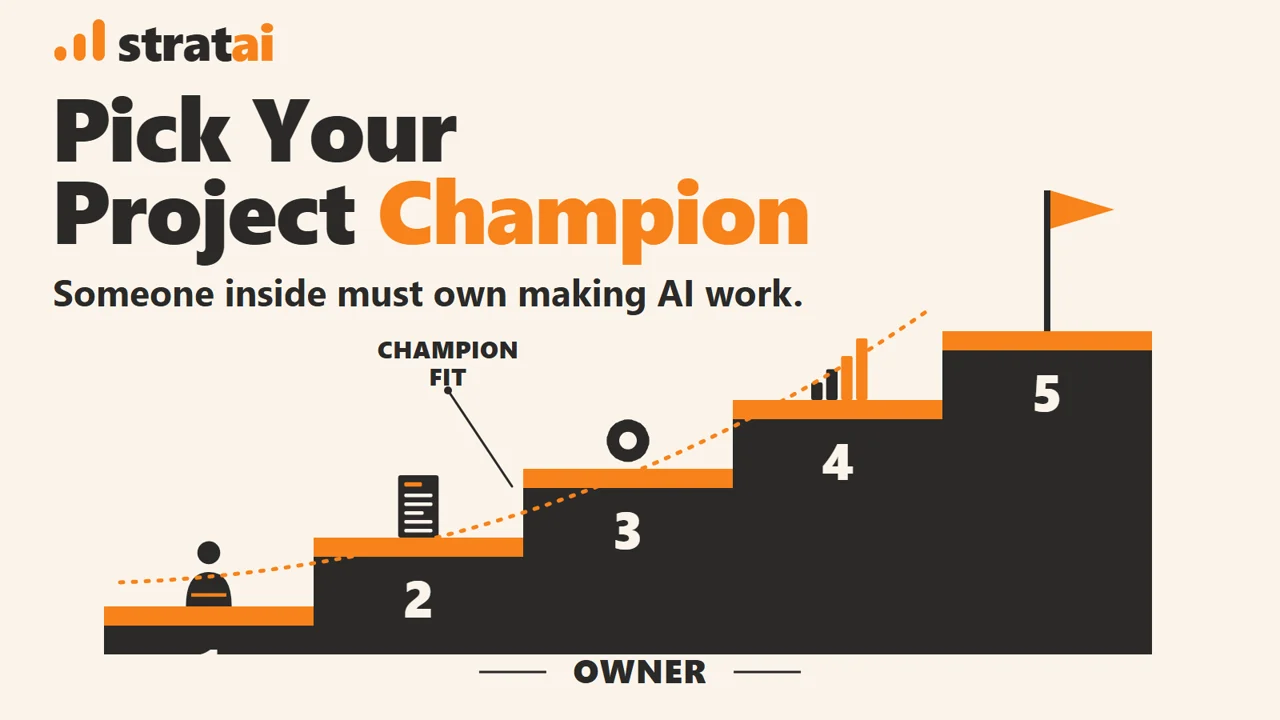 stratai
Pick Your
Project Champion
Someone inside must own making AI work.
CHAMPION
FIT
5
4
3
2
OWNER